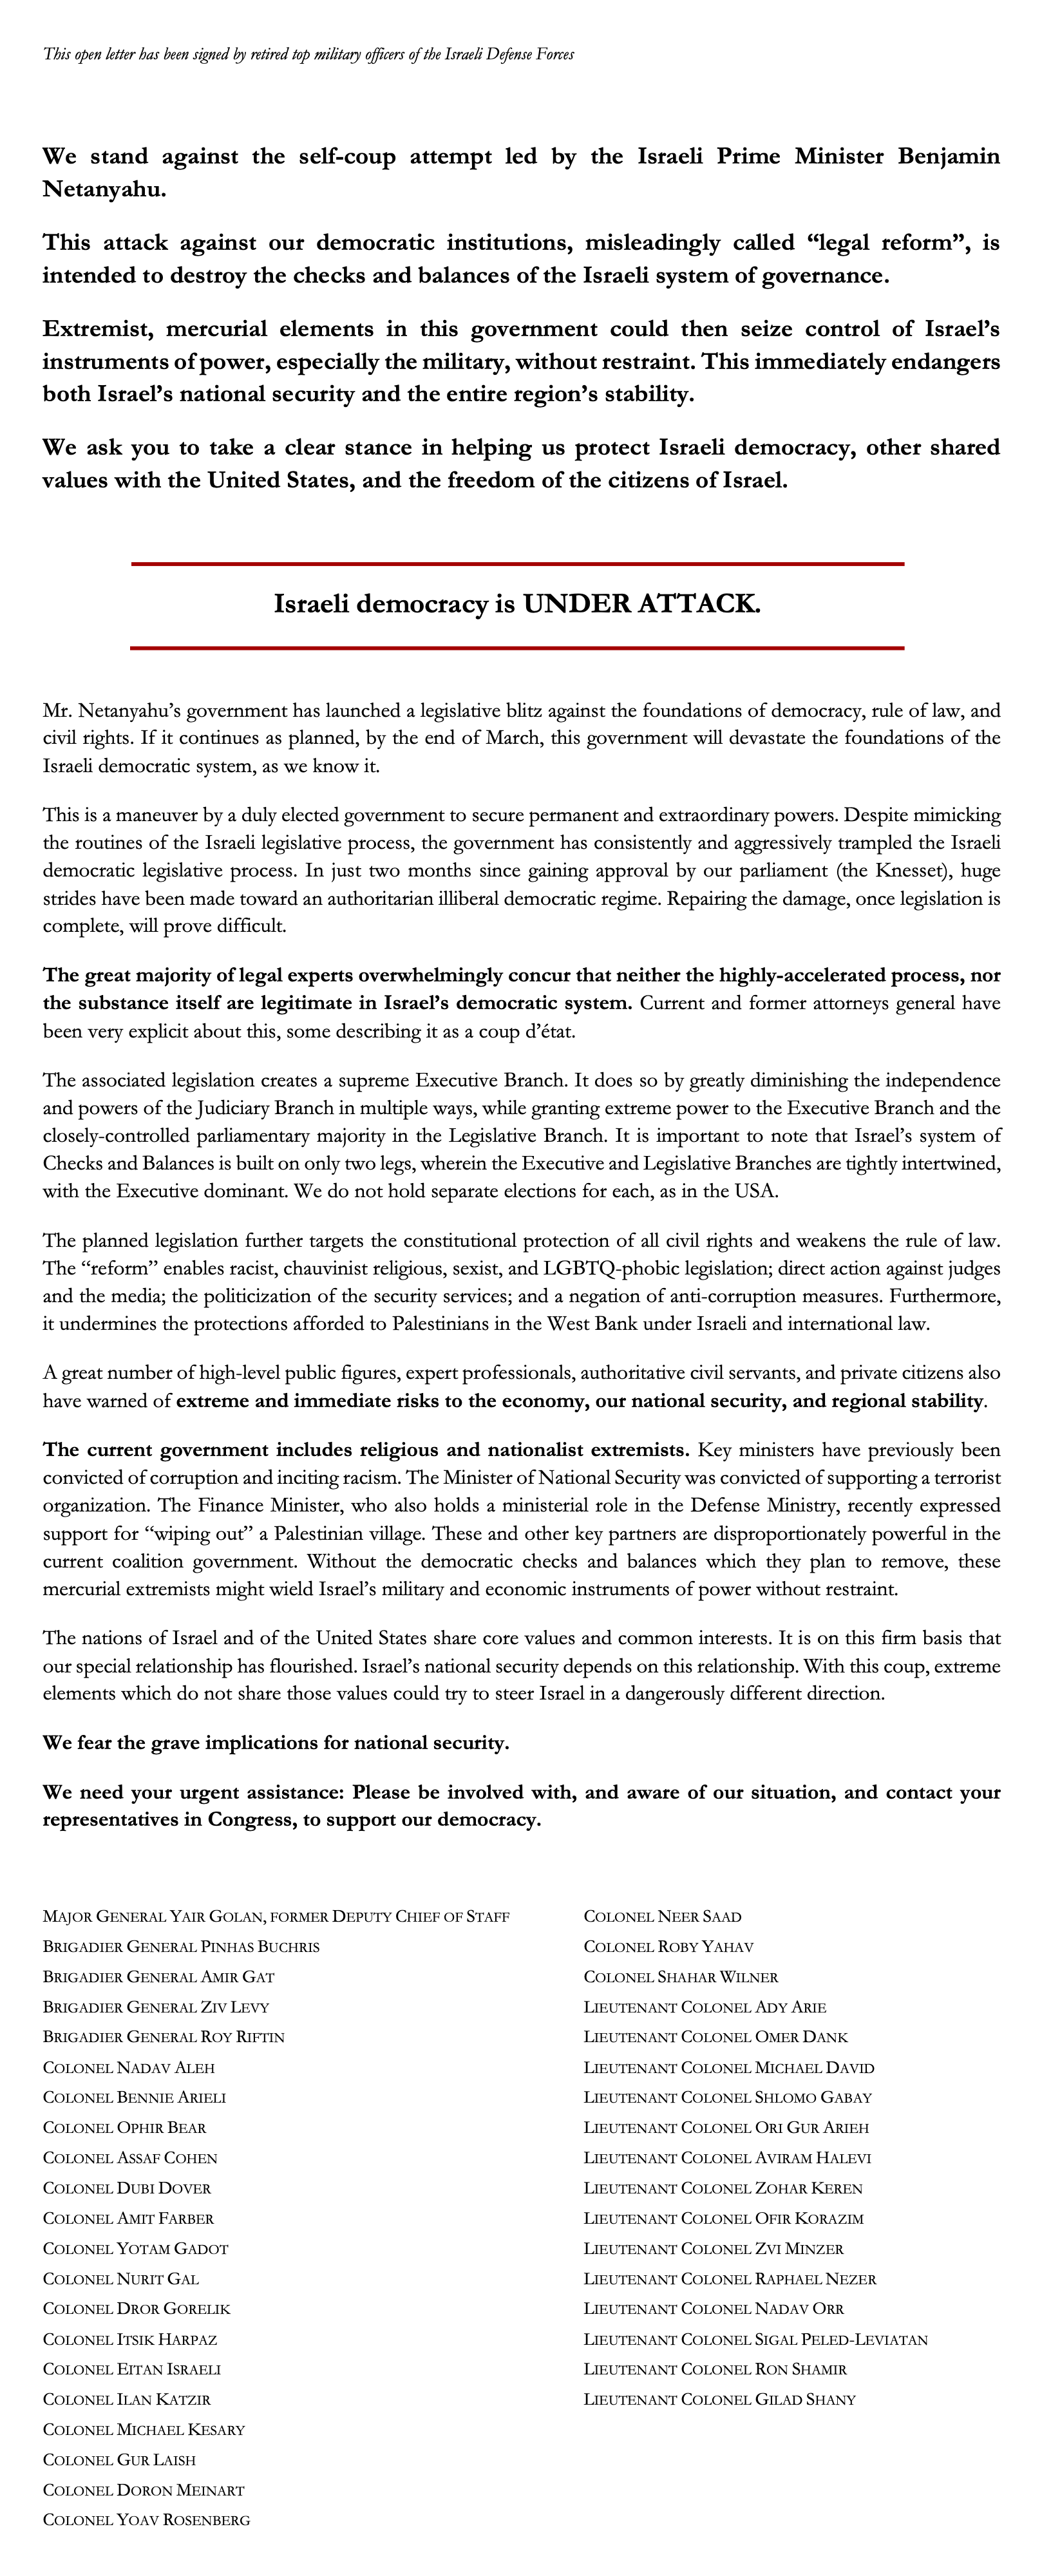 This open letter has been signed by retired top military officers of the Israeli Defense Forces
We stand against the self-coup attempt led by the Israeli Prime Minister Benjamin
Netanyahu.
This attack against our democratic institutions, misleadingly called “legal reform”, is
intended to destroy the checks and balances of the Israeli system of governance.
Extremist, mercurial elements in this government could then seize control of Israel’s
instruments of power, especially the military, without restraint. This immediately endangers
both Israel’s national security and the entire region’s stability.
We ask you to take a clear stance in helping us protect Israeli democracy, other shared
values with the United States, and the freedom of the citizens of Israel.
Israeli democracy is UNDER ATTACK.
Mr. Netanyahu’s government has launched a legislative blitz against the foundations of democracy, rule of law, and
civil rights. If it continues as planned, by the end of March, this government will devastate the foundations of the
Israeli democratic system, as we know it.
This is a maneuver by a duly elected government to secure permanent and extraordinary powers. Despite mimicking
the routines of the Israeli legislative process, the government has consistently and aggressively trampled the Israeli
democratic legislative process. In just two months since gaining approval by our parliament (the Knesset), huge
strides have been made toward an authoritarian illiberal democratic regime. Repairing the damage, once legislation is
complete, will prove difficult.
The great majority of legal experts overwhelmingly concur that neither the highly-accelerated process, nor
the substance itself are legitimate in Israel’s democratic system. Current and former attorneys general have
been very explicit about this, some describing it as a coup d’état.
The associated legislation creates a supreme Executive Branch. It does so by greatly diminishing the independence
and powers of the Judiciary Branch in multiple ways, while granting extreme power to the Executive Branch and the
closely-controlled parliamentary majority in the Legislative Branch. It is important to note that Israel’s system of
Checks and Balances is built on only two legs, wherein the Executive and Legislative Branches are tightly intertwined,
with the Executive dominant. We do not hold separate elections for each, as in the USA.
The planned legislation further targets the constitutional protection of all civil rights and weakens the rule of law.
The “reform” enables racist, chauvinist religious, sexist, and LGBTQ-phobic legislation; direct action against judges
and the media; the politicization of the security services; and a negation of anti-corruption measures. Furthermore,
it undermines the protections afforded to Palestinians in the West Bank under Israeli and international law.
A great number of high-level public figures, expert professionals, authoritative civil servants, and private citizens also
have warned of extreme and immediate risks to the economy, our national security, and regional stability.
The current government includes religious and nationalist extremists. Key ministers have previously been
convicted of corruption and inciting racism. The Minister of National Security was convicted of supporting a terrorist
organization. The Finance Minister, who also holds a ministerial role in the Defense Ministry, recently expressed
support for “wiping out” a Palestinian village. These and other key partners are disproportionately powerful in the
current coalition government. Without the democratic checks and balances which they plan to remove, these
mercurial extremists might wield Israel’s military and economic instruments of power without restraint.
The nations of Israel and of the United States share core values and common interests. It is on this firm basis that
our special relationship has flourished. Israel’s national security depends on this relationship. With this coup, extreme
elements which do not share those values could try to steer Israel in a dangerously different direction.
We fear the grave implications for national security.
We need your urgent assistance: Please be involved with, and aware of our situation, and contact your
representatives in Congress, to support our democracy.
MAJOR GENERAL YAIR GOLAN, FORMER DEPUTY CHIEF OF STAFF
BRIGADIER GENERAL PINHAS BUCHRIS
BRIGADIER GENERAL AMIR GAT
BRIGADIER GENERAL ZIV LEVY
BRIGADIER GENERAL ROY RIFTIN
COLONEL NADAV ALEH
COLONEL BENNIE ARIELI
COLONEL OPHIR BEAR
COLONEL ASSAF COHEN
COLONEL DUBI DOVER
COLONEL AMIT FARBER
COLONEL YOTAM GADOT
COLONEL NURIT GAL
COLONEL DROR GORELIK
COLONEL ITSIK HARPAZ
COLONEL EITAN ISRAELI
COLONEL ILAN KATZIR
COLONEL MICHAEL KESARY
COLONEL GUR LAISH
COLONEL DORON MEINART
COLONEL YOAV ROSENBERG
COLONEL NEER SAAD
COLONEL ROBY YAHAV
COLONEL SHAHAR WILNER
LIEUTENANT COLONEL ADY ARIE
LIEUTENANT COLONEL OMER DANK
LIEUTENANT COLONEL MICHAEL DAVID
LIEUTENANT COLONEL SHLOMO GABAY
LIEUTENANT COLONEL ORI GUR ARIEH
LIEUTENANT COLONEL AVIRAM HALEVI
LIEUTENANT COLONEL ZOHAR KEREN
LIEUTENANT COLONEL OFIR KORAZIM
LIEUTENANT COLONEL ZVI MINZER
LIEUTENANT COLONEL RAPHAEL NEZER
LIEUTENANT COLONEL NADAV ORR
LIEUTENANT COLONEL SIGAL PELED-LEVIATAN
LIEUTENANT COLONEL RON SHAMIR
LIEUTENANT COLONEL GILAD SHANY